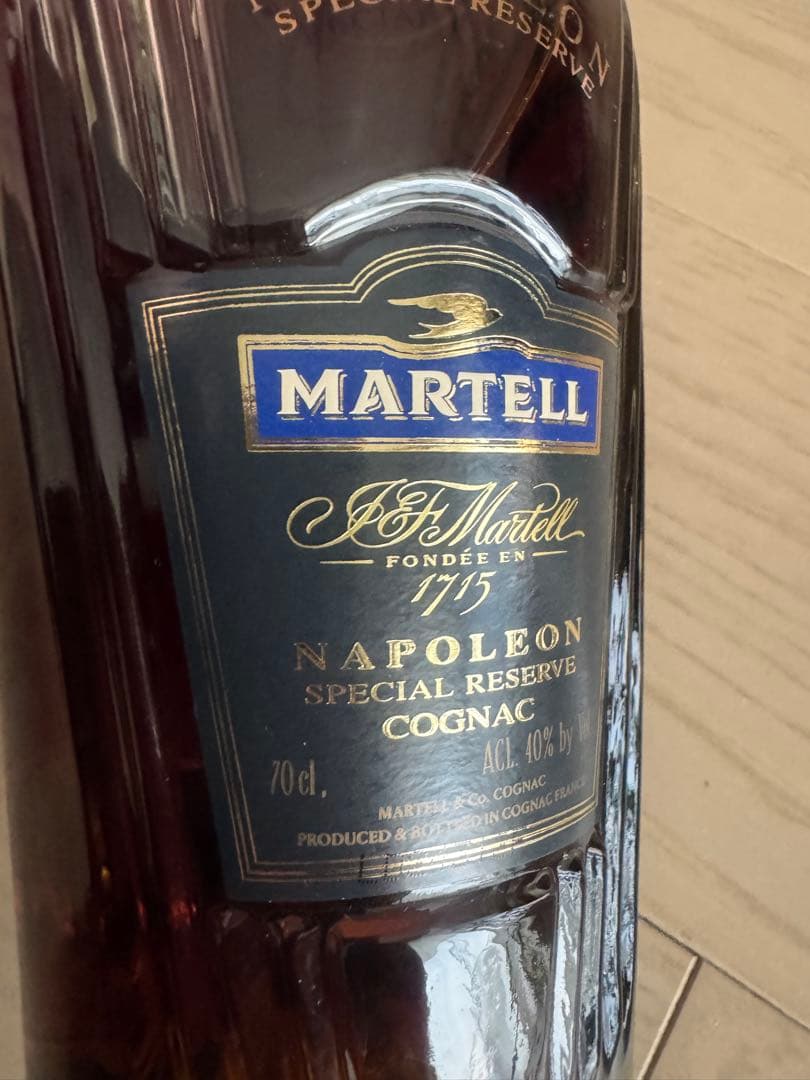 SPECIAL RESERVE
MARTELL
J&F Martell
FONDÉE EN
1715
NAPOLEON
SPECIAL RESERVE
COGNAC
70cl.
ACL. 40% by
MARTELL & Co. COGNAC
PRODUCED & BOTTLED IN COGNAC FRANCE